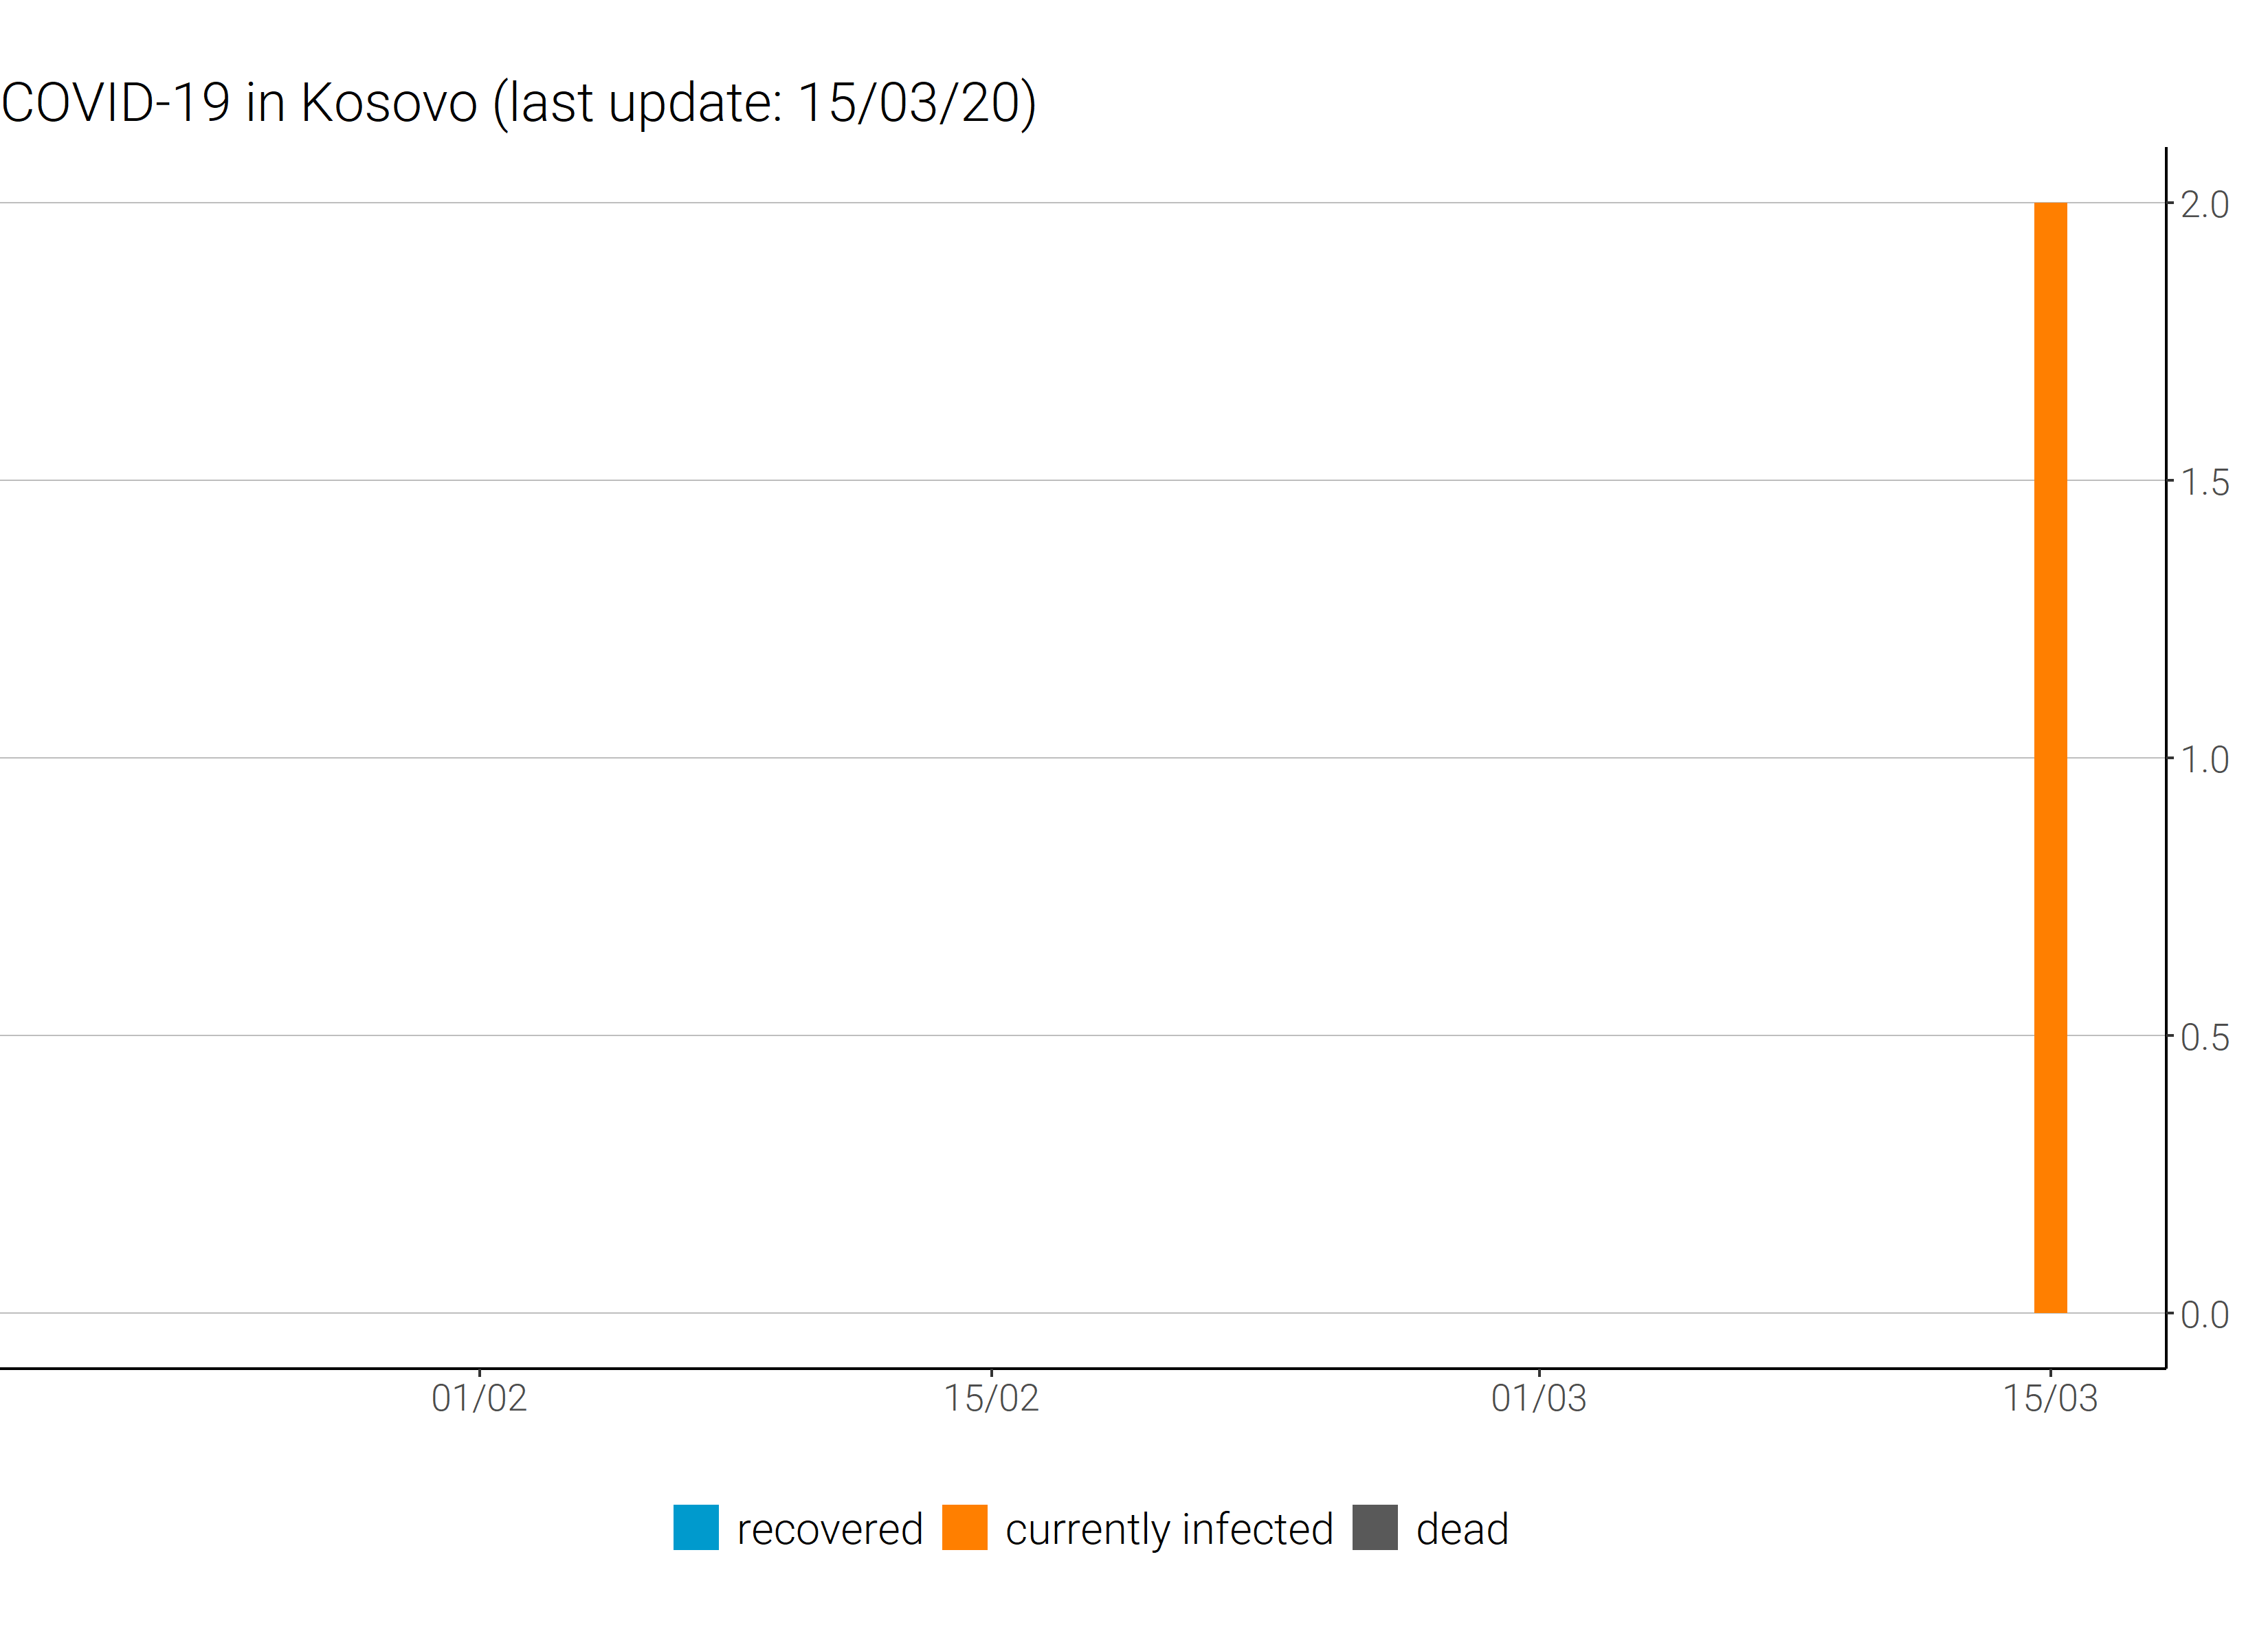 COVID-19 in Kosovo (last update: 15/03/20)
2.0
1.5
1.0
0.5
0.0
01/02 15/02 01/03 15/03
recovered currently infected dead